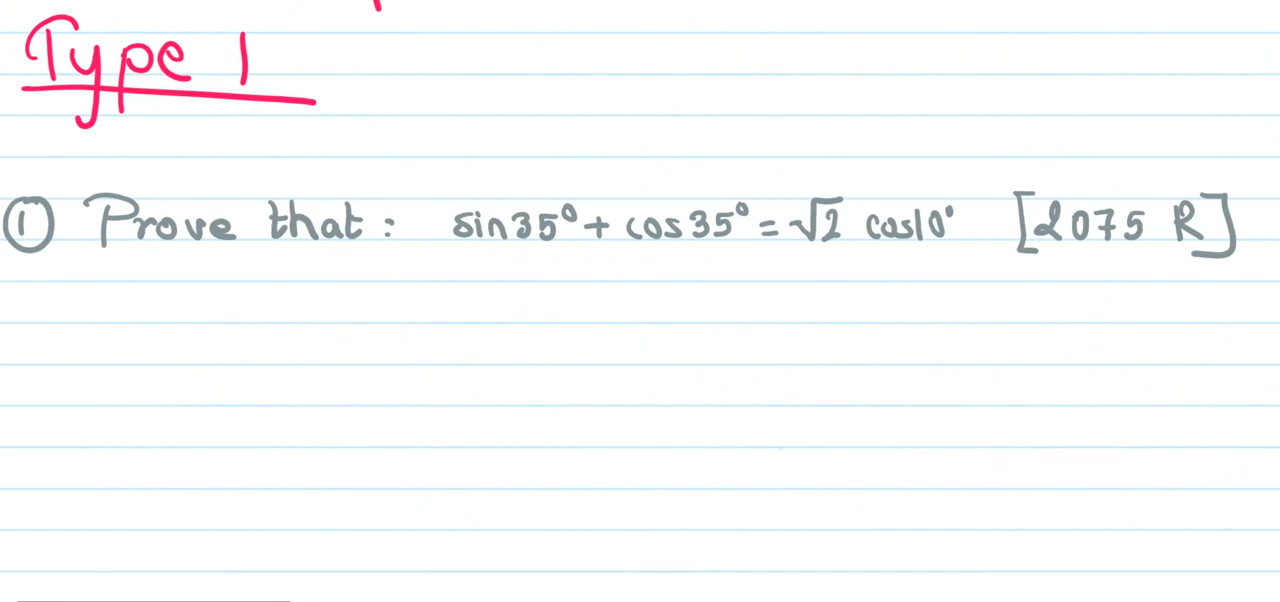 Type 1
① Prove that : sin35° + cos35° = √2 cos10° [2075 R]